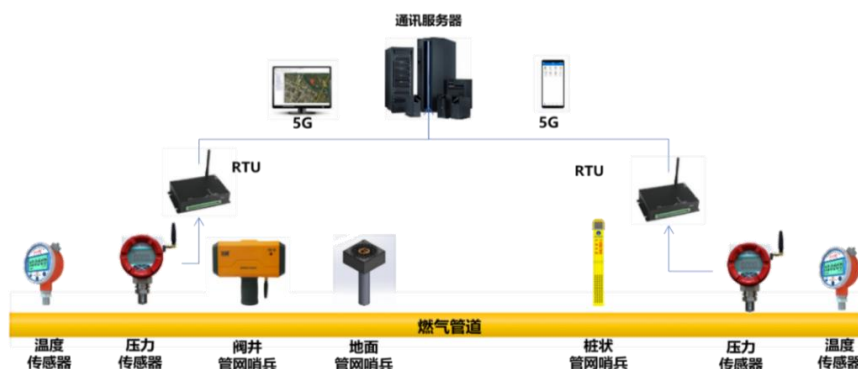 通讯服务器
5G
5G
RTU
RTU
燃气管道
温度
传感器
压力
传感器
阀井
管网哨兵
地面
管网哨兵
桩状
管网哨兵
压力
传感器
温度
传感器